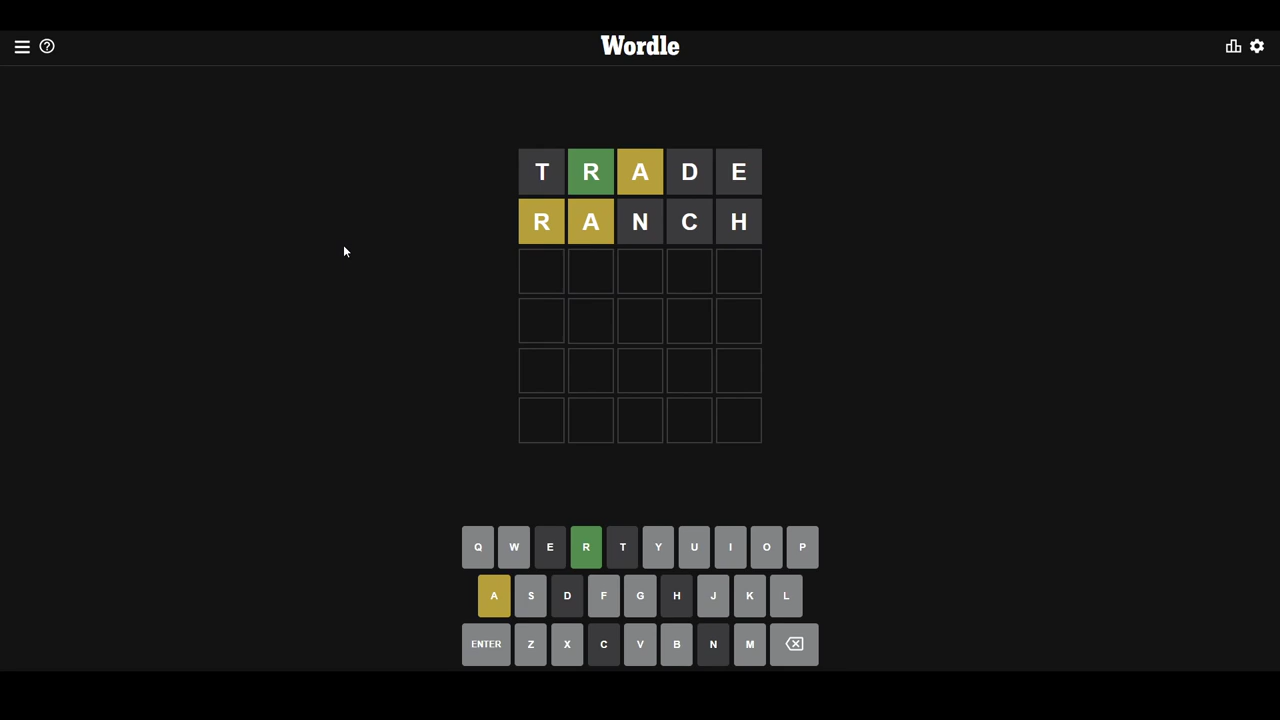 Wordle
T R A D E
R A N C H
Q W E R T Y U I O P
A S D F G H J K L
ENTER Z X C V B N M